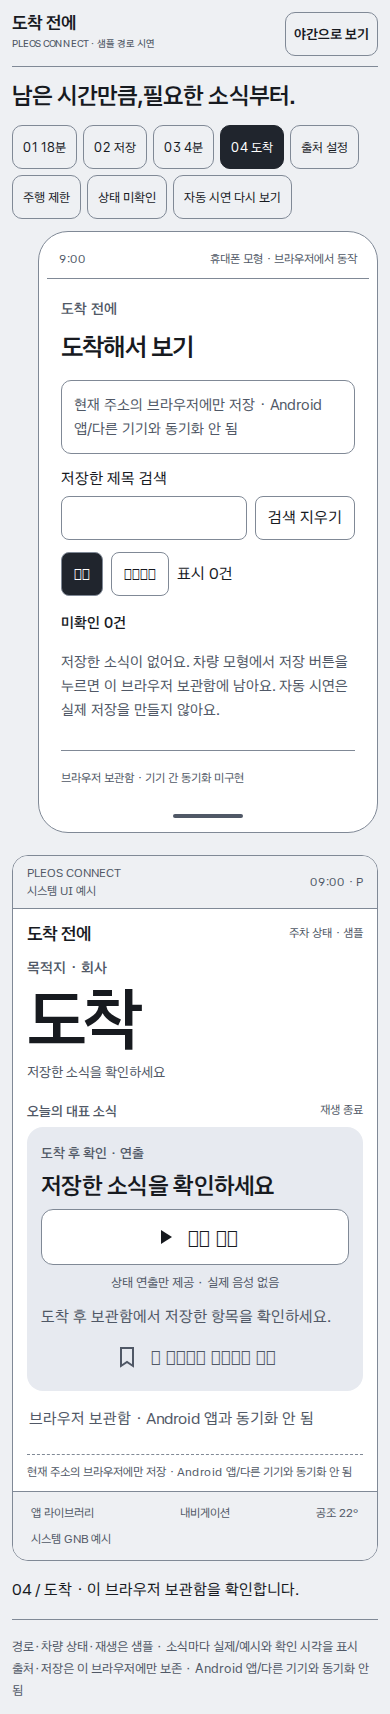 도착 전에
PLEOS CONNECT · 샘플 경로 시연
야간으로 보기
남은 시간만큼,필요한 소식부터.
01 18분
02 저장
03 4분
04 도착
출처 설정
주행 제한
상태 미확인
자동 시연 다시 보기
9:00
휴대폰 모형 · 브라우저에서 동작
도착 전에
도착해서 보기
현재 주소의 브라우저에만 저장 · Android
앱/다른 기기와 동기화 안 됨
저장한 제목 검색
검색 지우기
표시 0건
미확인 0건
저장한 소식이 없어요. 차량 모형에서 저장 버튼을
누르면 이 브라우저 보관함에 남아요. 자동 시연은
실제 저장을 만들지 않아요.
브라우저 보관함 · 기기 간 동기화 미구현
PLEOS CONNECT
시스템 UI 예시
09:00 · P
도착 전에
주차 상태 · 샘플
목적지 · 회사
도착
저장한 소식을 확인하세요
오늘의 대표 소식
재생 종료
도착 후 확인 · 연출
저장한 소식을 확인하세요
상태 연출만 제공 · 실제 음성 없음
도착 후 보관함에서 저장한 항목을 확인하세요.
브라우저 보관함 · Android 앱과 동기화 안 됨
현재 주소의 브라우저에만 저장 · Android 앱/다른 기기와 동기화 안 됨
앱 라이브러리
내비게이션
공조 22°
시스템 GNB 예시
04 / 도착 · 이 브라우저 보관함을 확인합니다.
경로·차량 상태·재생은 샘플 · 소식마다 실제/예시와 확인 시각을 표시
출처·저장은 이 브라우저에만 보존 · Android 앱/다른 기기와 동기화 안
됨